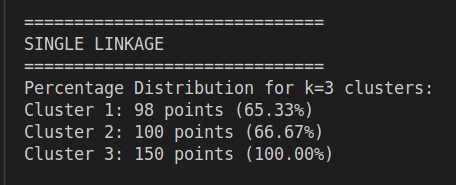 ==============================
SINGLE LINKAGE
==============================
Percentage Distribution for k=3 clusters:
Cluster 1: 98 points (65.33%)
Cluster 2: 100 points (66.67%)
Cluster 3: 150 points (100.00%)